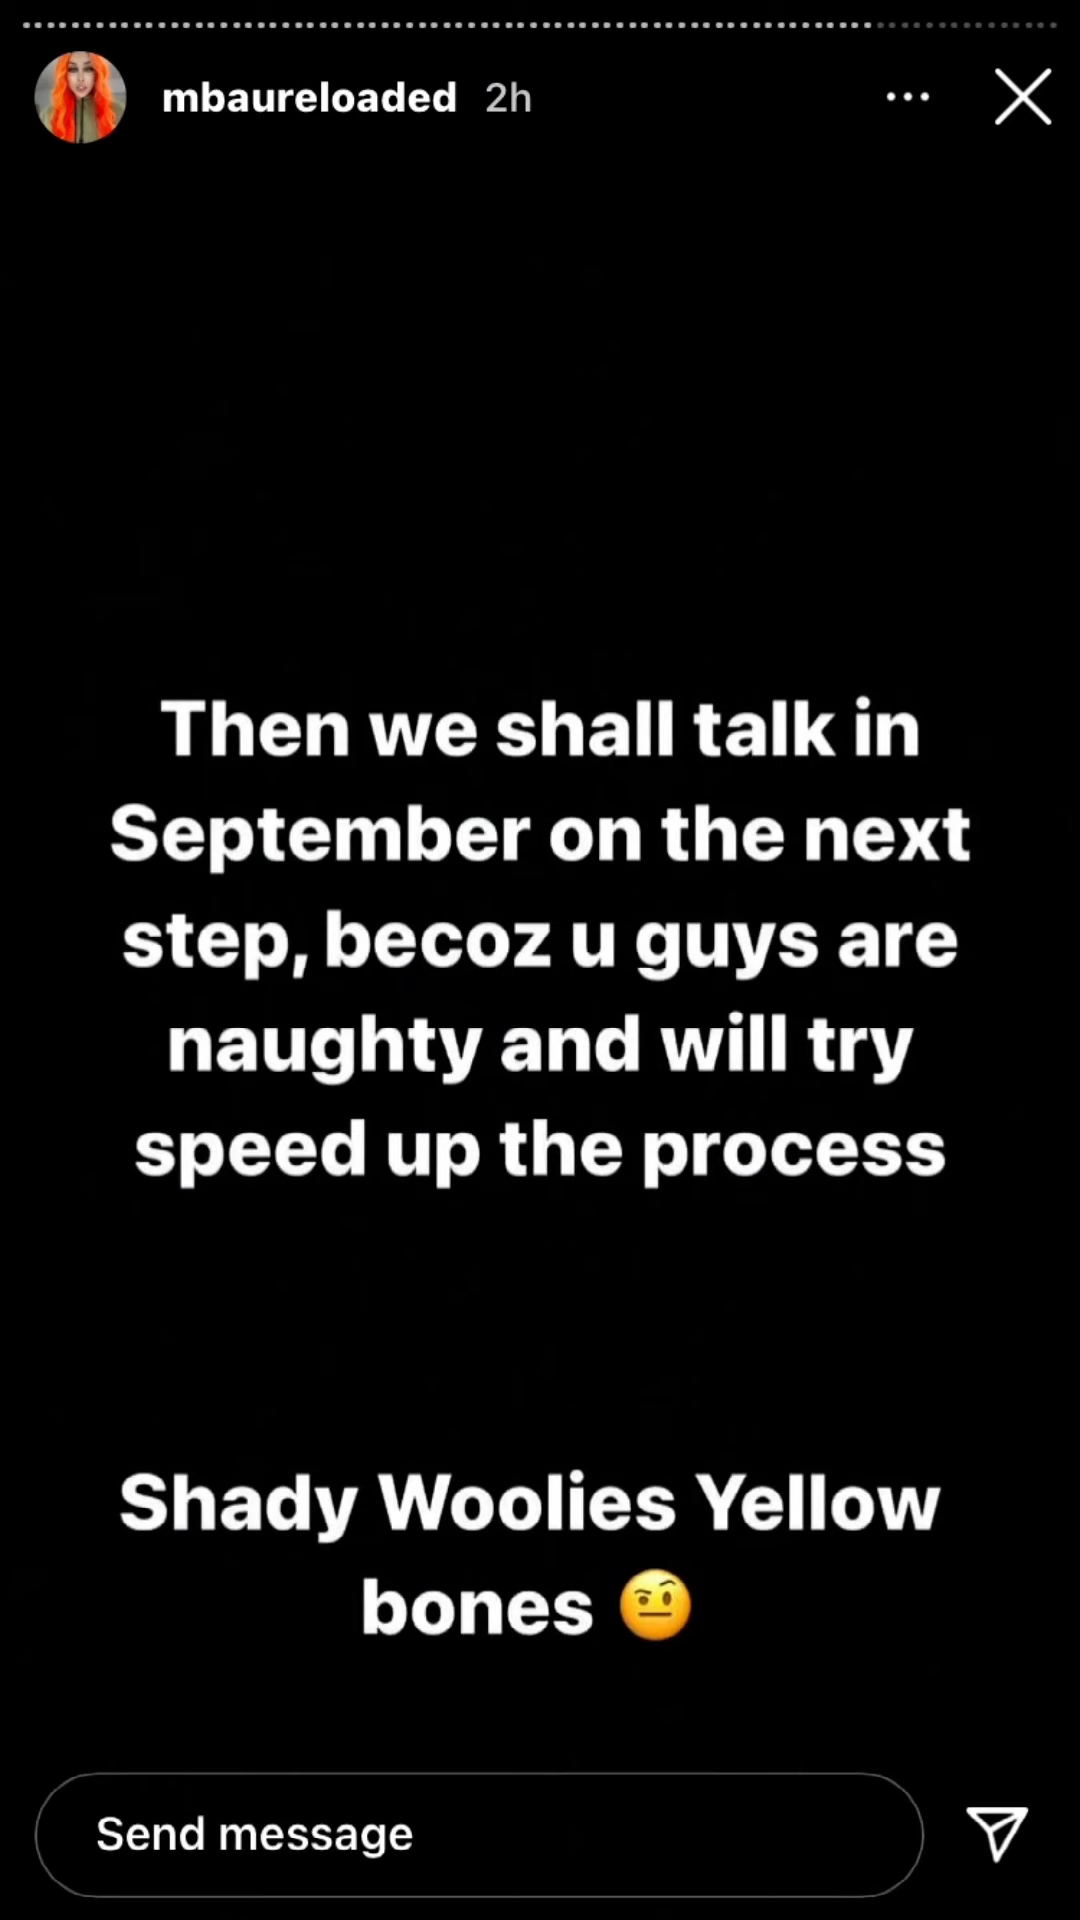 mbaureloaded 2h
Then we shall talk in
September on the next
step, becoz u guys are
naughty and will try
speed up the process
Shady Woolies Yellow
bones 🤨
Send message